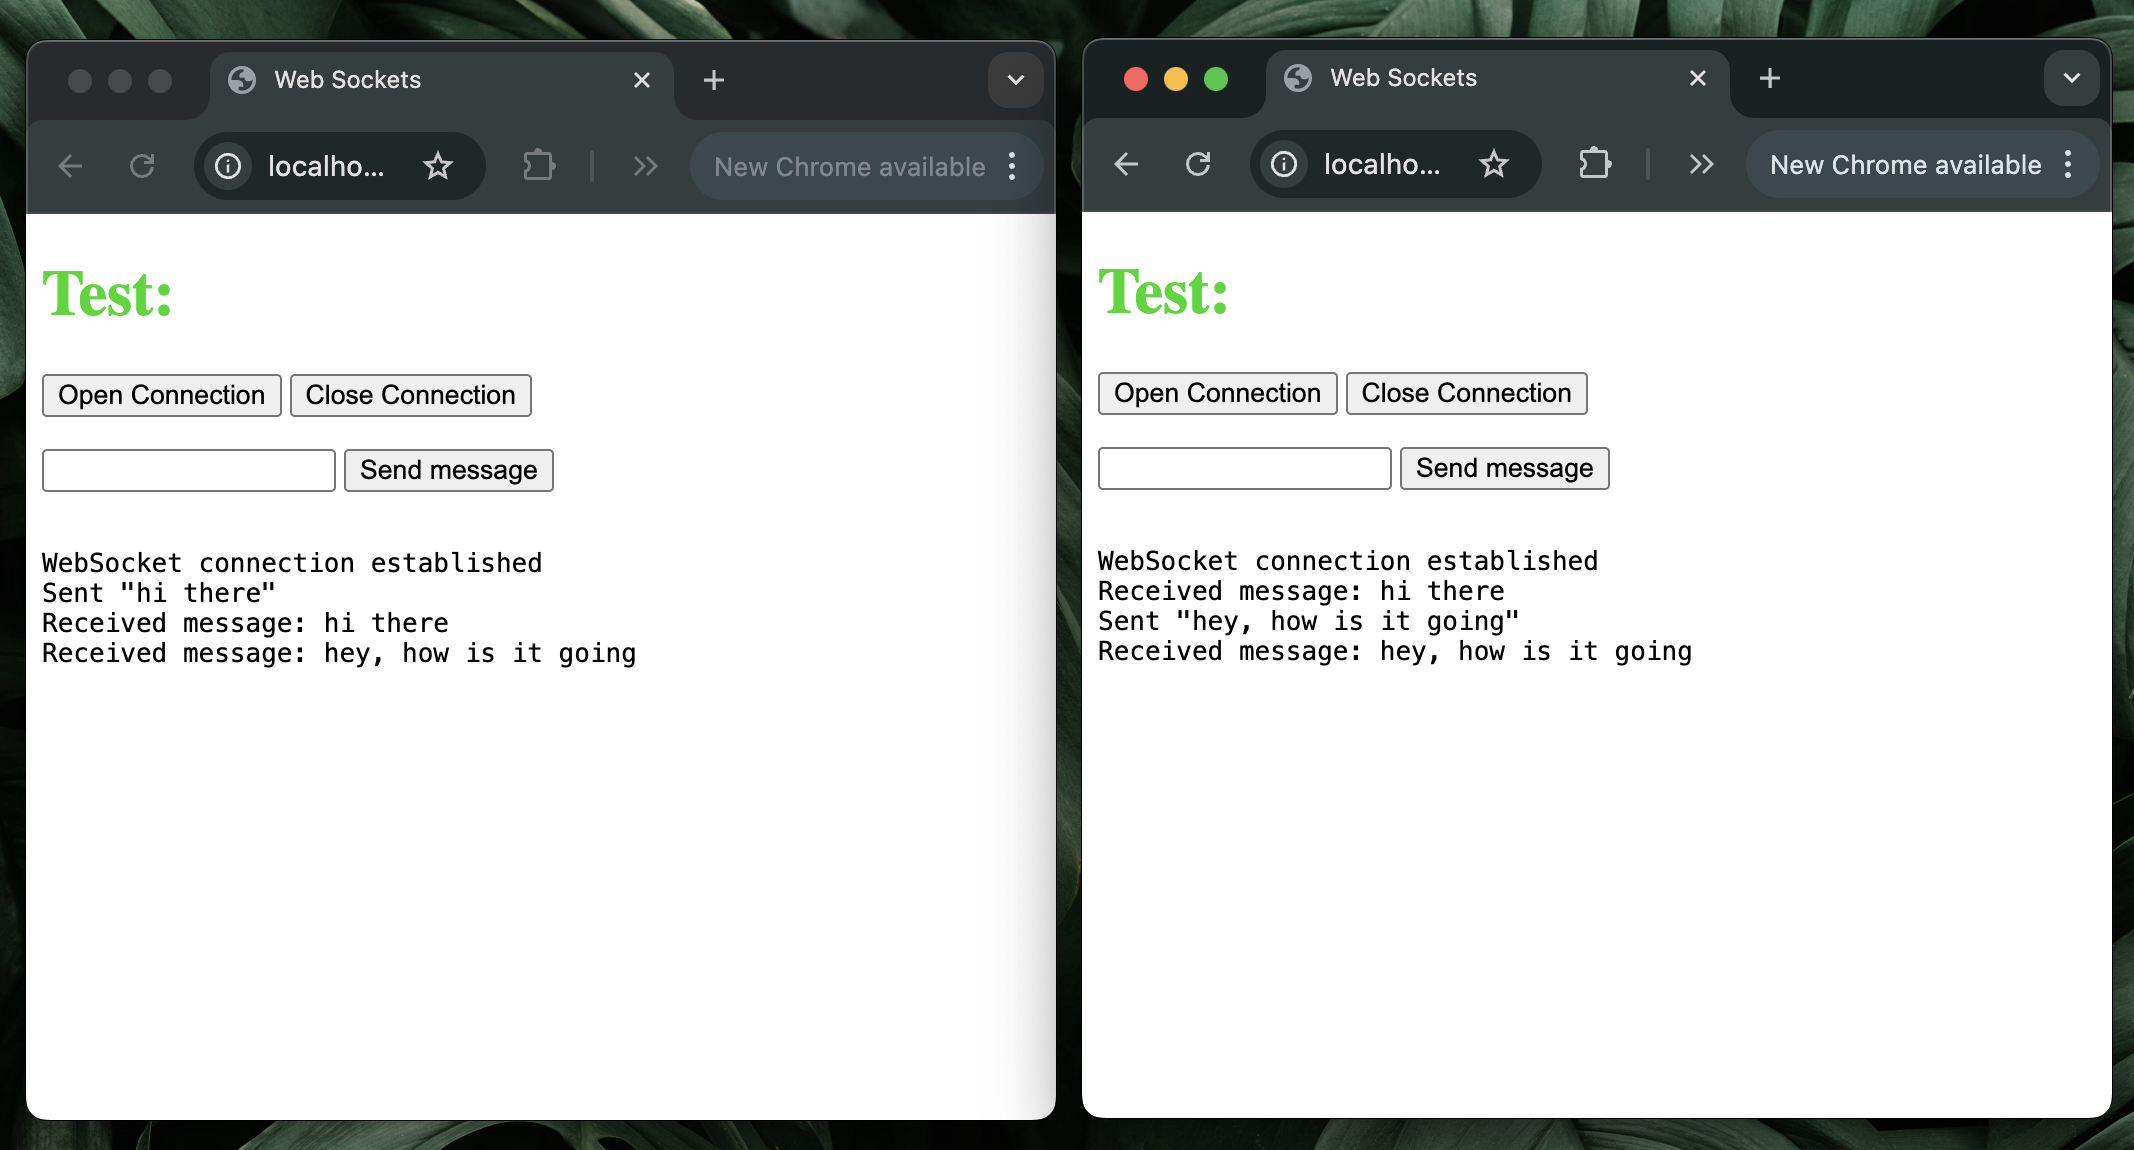 Web Sockets
localho...
New Chrome available
Test:
Open Connection Close Connection
Send message
WebSocket connection established
Sent "hi there"
Received message: hi there
Received message: hey, how is it going
Web Sockets
localho...
New Chrome available
Test:
Open Connection Close Connection
Send message
WebSocket connection established
Received message: hi there
Sent "hey, how is it going"
Received message: hey, how is it going